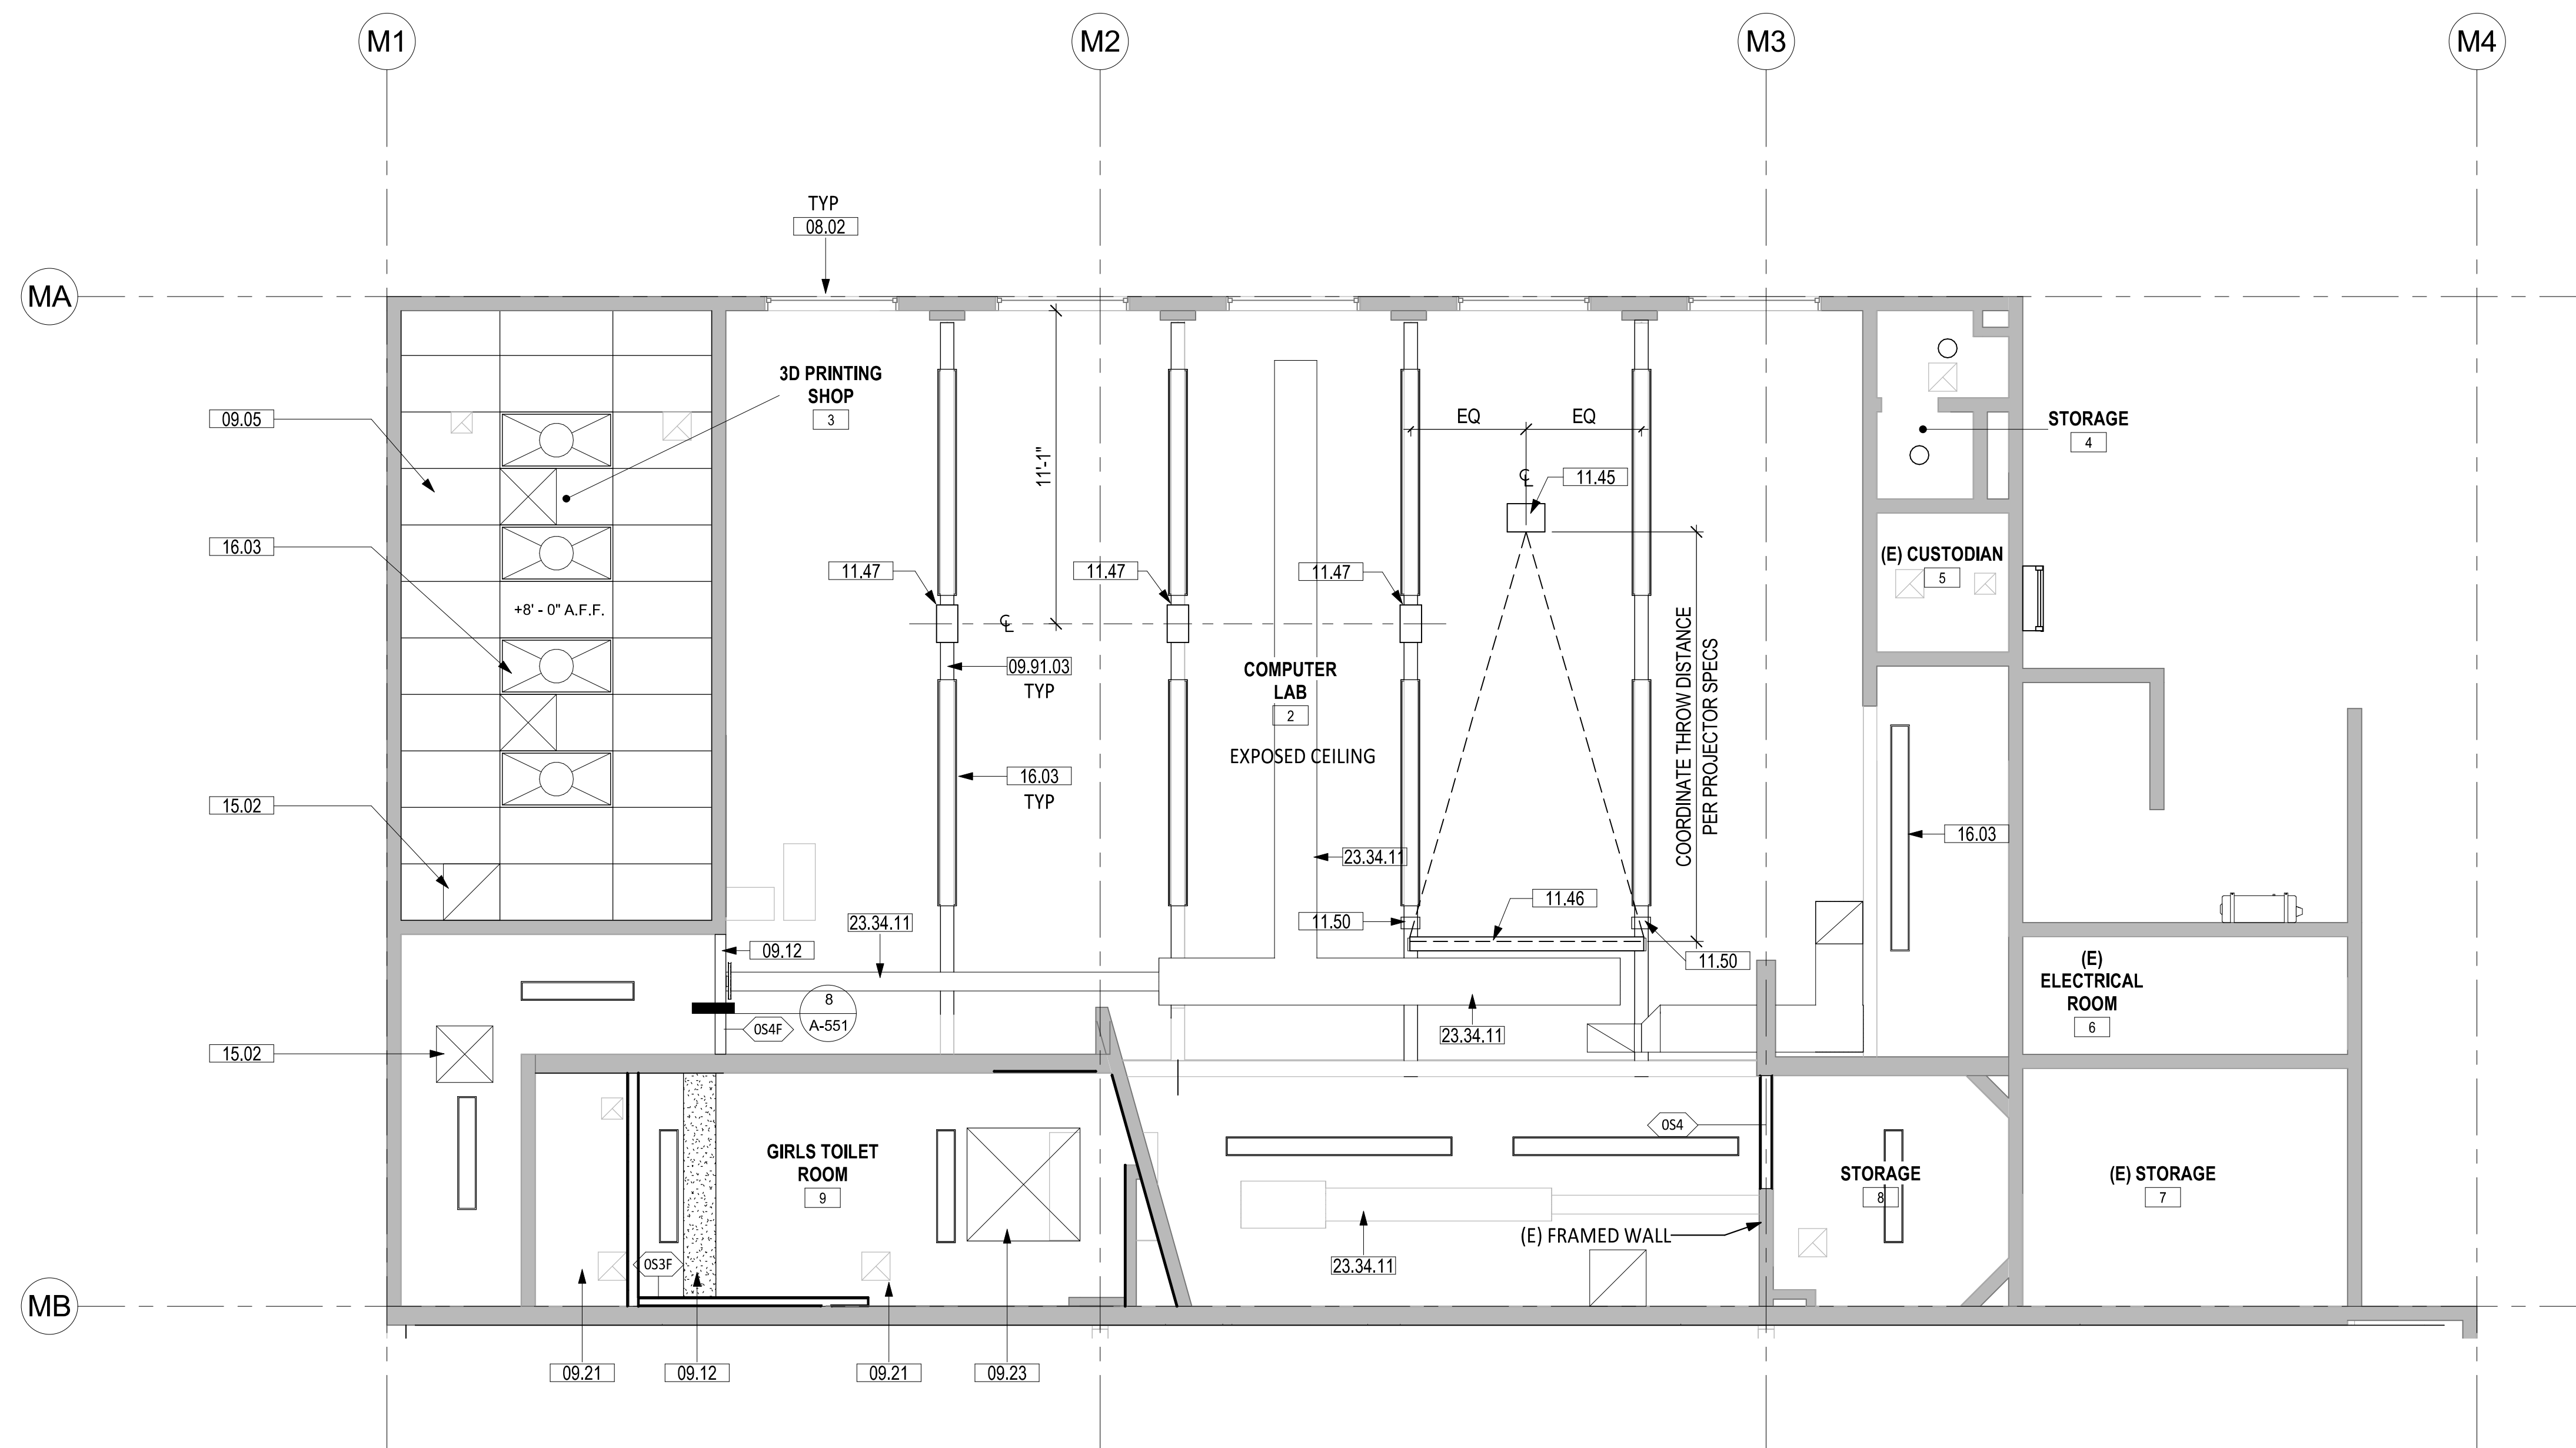 M1
M2
M3
M4
TYP
08.02
MA
3D PRINTING
SHOP
3
09.05
EQ
EQ
STORAGE
4
11'-1"
℄
11.45
16.03
11.47
11.47
11.47
(E) CUSTODIAN
5
+8' - 0" A.F.F.
℄
09.91.03
TYP
COMPUTER
LAB
2
EXPOSED CEILING
COORDINATE THROW DISTANCE
PER PROJECTOR SPECS
16.03
TYP
15.02
16.03
23.34.11
11.46
23.34.11
11.50
09.12
11.50
(E)
ELECTRICAL
ROOM
6
8
A-551
0S4F
23.34.11
15.02
0S4
GIRLS TOILET
ROOM
9
STORAGE
8
(E) STORAGE
7
(E) FRAMED WALL
0S3F
23.34.11
MB
09.21
09.12
09.21
09.23